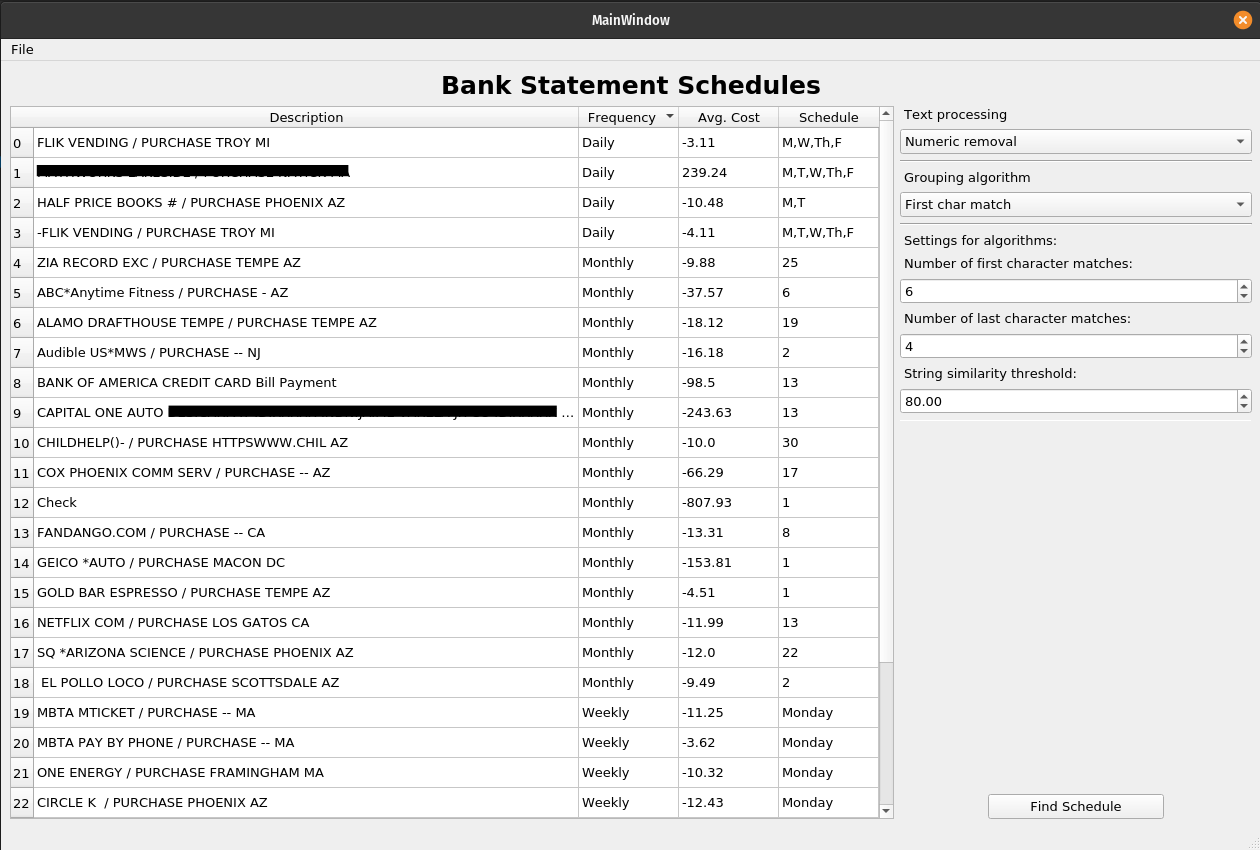 MainWindow
File
Bank Statement Schedules
Description Frequency Avg. Cost Schedule
0 FLIK VENDING / PURCHASE TROY MI Daily -3.11 M,W,Th,F
1 Daily 239.24 M,T,W,Th,F
2 HALF PRICE BOOKS # / PURCHASE PHOENIX AZ Daily -10.48 M,T
3 -FLIK VENDING / PURCHASE TROY MI Daily -4.11 M,T,W,Th,F
4 ZIA RECORD EXC / PURCHASE TEMPE AZ Monthly -9.88 25
5 ABC*Anytime Fitness / PURCHASE - AZ Monthly -37.57 6
6 ALAMO DRAFTHOUSE TEMPE / PURCHASE TEMPE AZ Monthly -18.12 19
7 Audible US*MWS / PURCHASE -- NJ Monthly -16.18 2
8 BANK OF AMERICA CREDIT CARD Bill Payment Monthly -98.5 13
9 CAPITAL ONE AUTO ... Monthly -243.63 13
10 CHILDHELP()- / PURCHASE HTTPSWWW.CHIL AZ Monthly -10.0 30
11 COX PHOENIX COMM SERV / PURCHASE -- AZ Monthly -66.29 17
12 Check Monthly -807.93 1
13 FANDANGO.COM / PURCHASE -- CA Monthly -13.31 8
14 GEICO *AUTO / PURCHASE MACON DC Monthly -153.81 1
15 GOLD BAR ESPRESSO / PURCHASE TEMPE AZ Monthly -4.51 1
16 NETFLIX COM / PURCHASE LOS GATOS CA Monthly -11.99 13
17 SQ *ARIZONA SCIENCE / PURCHASE PHOENIX AZ Monthly -12.0 22
18 EL POLLO LOCO / PURCHASE SCOTTSDALE AZ Monthly -9.49 2
19 MBTA MTICKET / PURCHASE -- MA Weekly -11.25 Monday
20 MBTA PAY BY PHONE / PURCHASE -- MA Weekly -3.62 Monday
21 ONE ENERGY / PURCHASE FRAMINGHAM MA Weekly -10.32 Monday
22 CIRCLE K / PURCHASE PHOENIX AZ Weekly -12.43 Monday
Text processing
Numeric removal
Grouping algorithm
First char match
Settings for algorithms:
Number of first character matches:
6
Number of last character matches:
4
String similarity threshold:
80.00
Find Schedule